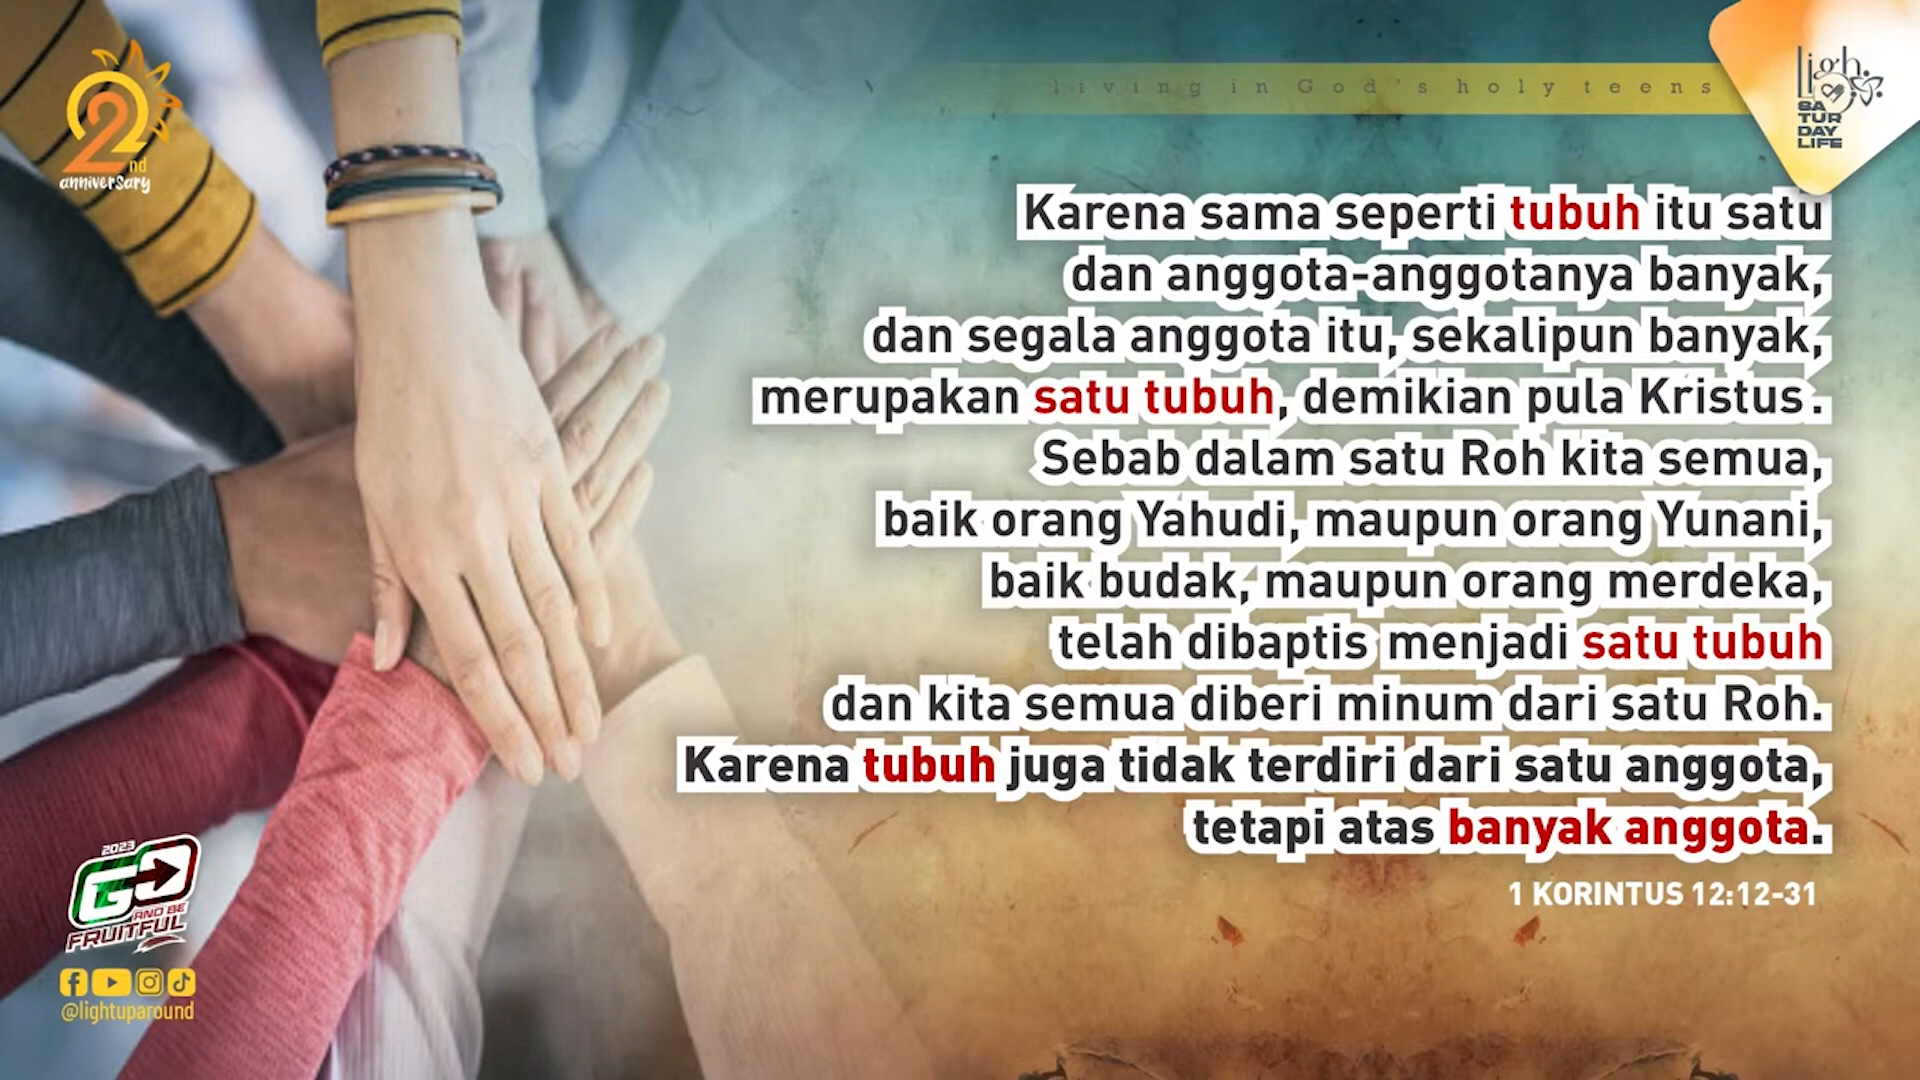 2nd
anniversary
living in God's holy teens
light
SA
TUR
DAY
LIFE
Karena sama seperti tubuh itu satu
dan anggota-anggotanya banyak,
dan segala anggota itu, sekalipun banyak,
merupakan satu tubuh, demikian pula Kristus.
Sebab dalam satu Roh kita semua,
baik orang Yahudi, maupun orang Yunani,
baik budak, maupun orang merdeka,
telah dibaptis menjadi satu tubuh
dan kita semua diberi minum dari satu Roh.
Karena tubuh juga tidak terdiri dari satu anggota,
tetapi atas banyak anggota.
1 KORINTUS 12:12-31
2023
GO
AND BE
FRUITFUL
@lightuparound